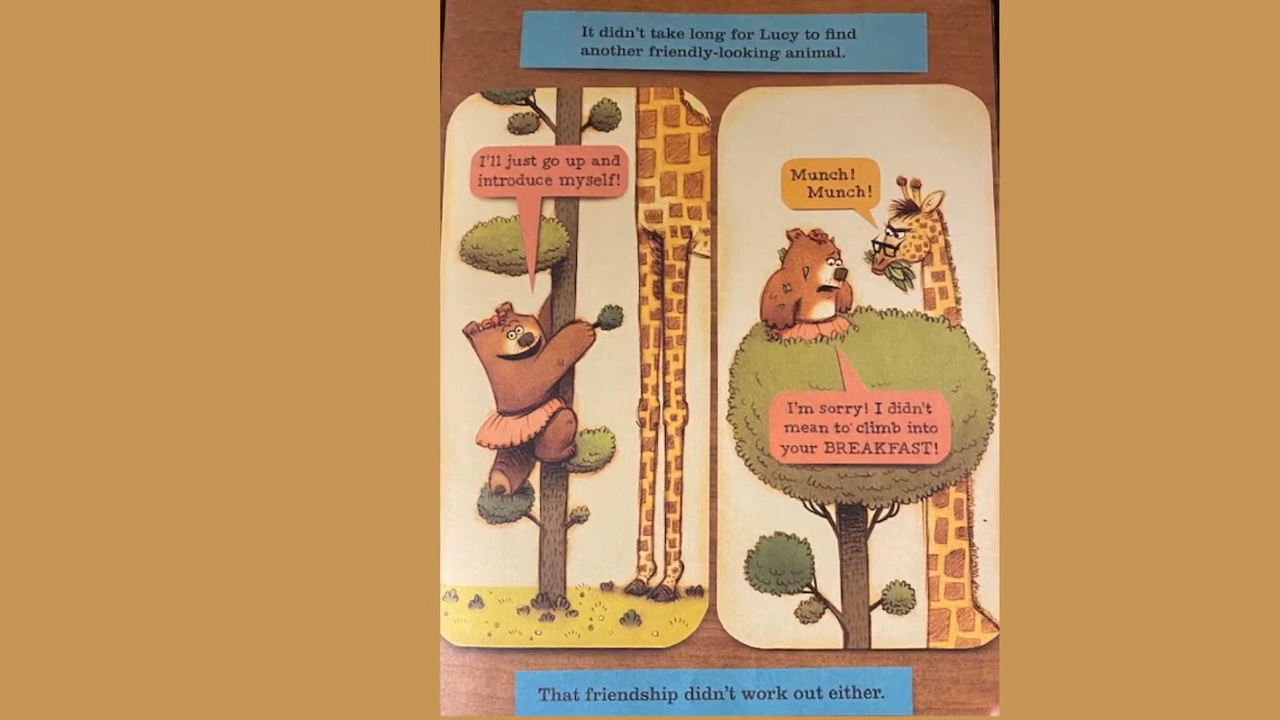 It didn't take long for Lucy to find
another friendly-looking animal.
I'll just go up and
introduce myself!
Munch!
Munch!
I'm sorry! I didn't
mean to climb into
your BREAKFAST!
That friendship didn't work out either.